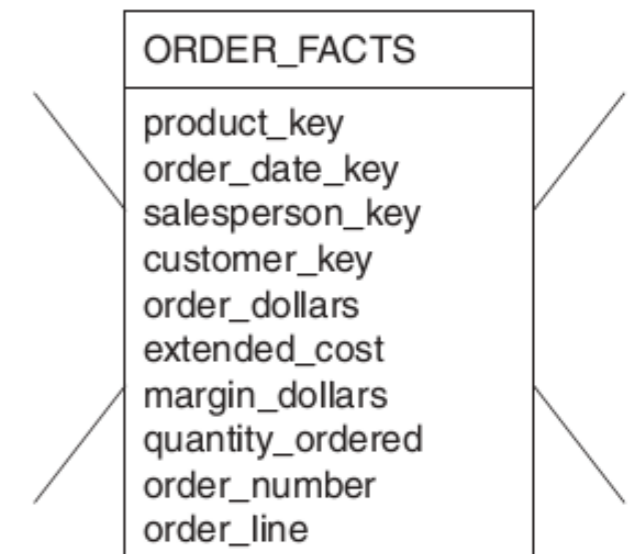 ORDER_FACTS
product_key
order_date_key
salesperson_key
customer_key
order_dollars
extended_cost
margin_dollars
quantity_ordered
order_number
order_line